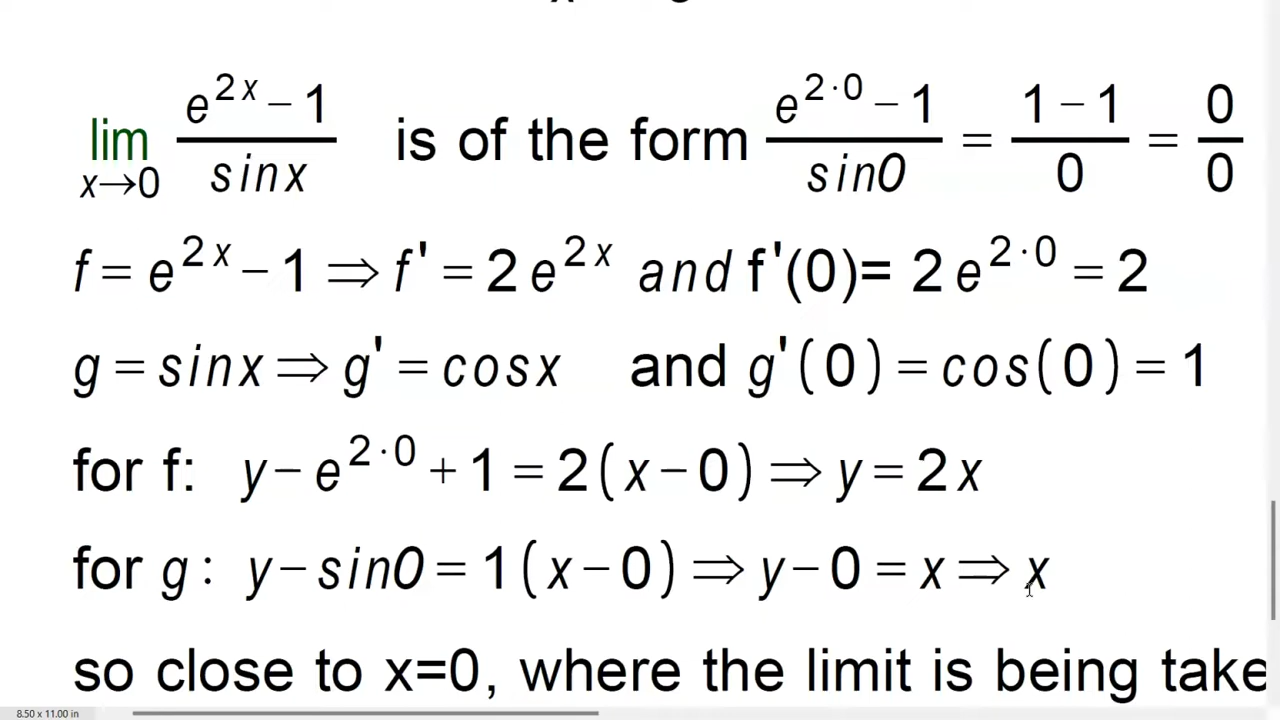 lim x→0 (e^(2x) − 1)/(sinx) is of the form (e^(2·0) − 1)/(sin0) = (1 − 1)/0 = 0/0
f = e^(2x) − 1 ⇒ f' = 2e^(2x) and f'(0)= 2e^(2·0) = 2
g = sinx ⇒ g' = cosx and g'(0) = cos(0) = 1
for f: y − e^(2·0) + 1 = 2(x − 0) ⇒ y = 2x
for g: y − sin0 = 1(x − 0) ⇒ y − 0 = x ⇒ x
so close to x=0, where the limit is being take
8.50 x 11.00 in